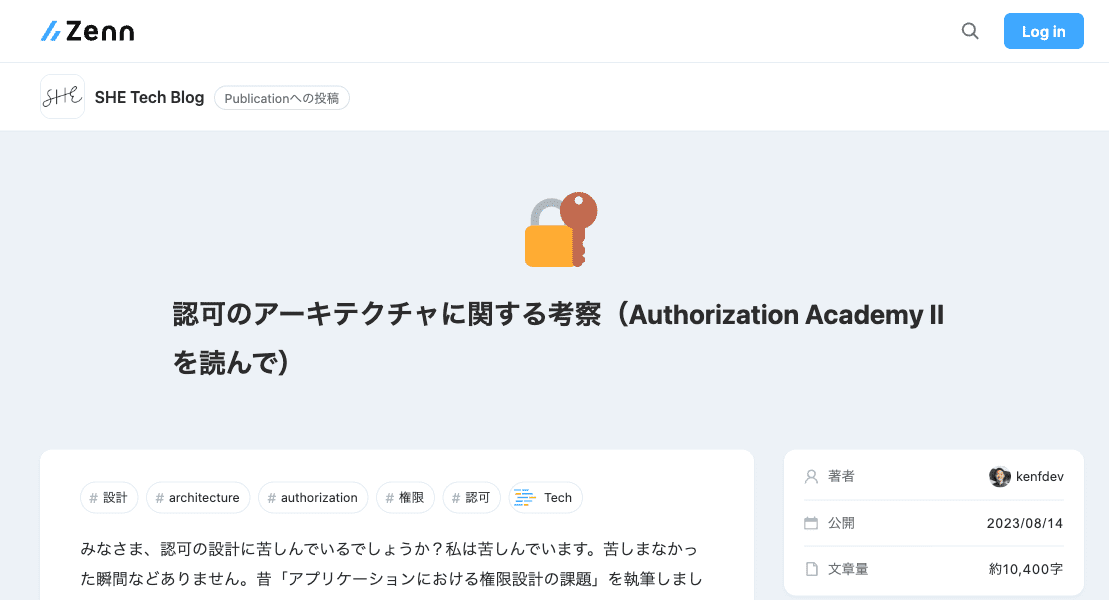 Zenn
Log in
SHE
SHE Tech Blog
Publicationへの投稿
認可のアーキテクチャに関する考察（Authorization Academy II
を読んで）
# 設計
# architecture
# authorization
# 権限
# 認可
Tech
みなさま、認可の設計に苦しんでいるでしょうか？私は苦しんでいます。苦しまなかっ
た瞬間などありません。昔「アプリケーションにおける権限設計の課題」を執筆しまし
著者
kenfdev
公開
2023/08/14
文章量
約10,400字